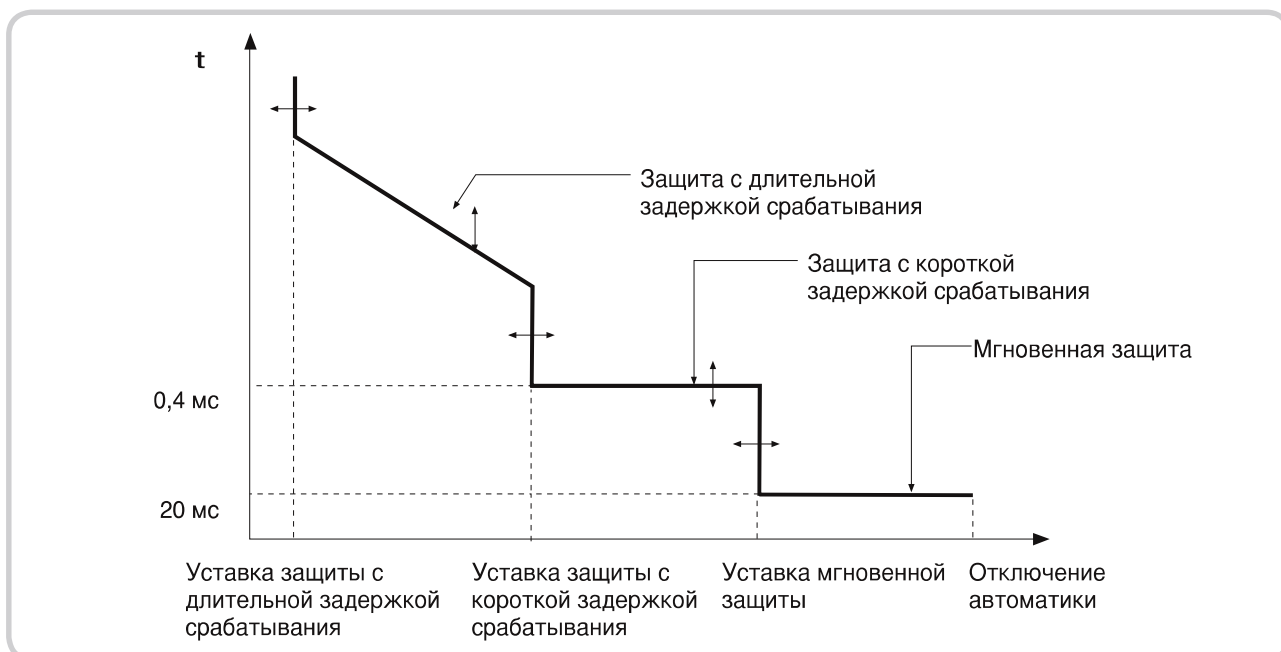 t
Защита с длительной
задержкой срабатывания
Защита с короткой
задержкой срабатывания
Мгновенная защита
0,4 мс
20 мс
Уставка защиты с
длительной задержкой
срабатывания
Уставка защиты с
короткой задержкой
срабатывания
Уставка мгновенной
защиты
Отключение
автоматики